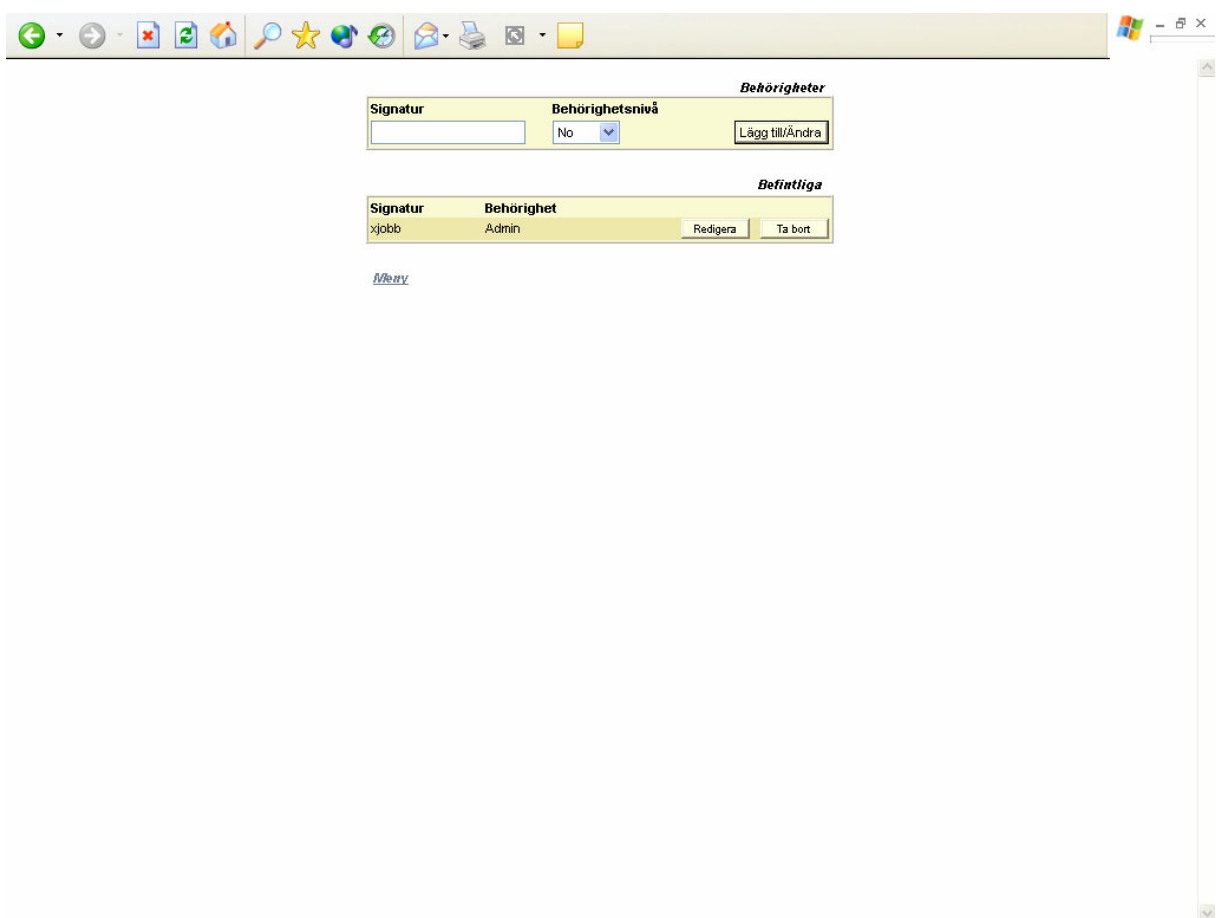 Behörigheter
Signatur Behörighetsnivå
No Lägg till/Ändra
Befintliga
Signatur Behörighet
xjobb Admin Redigera Ta bort
Meny